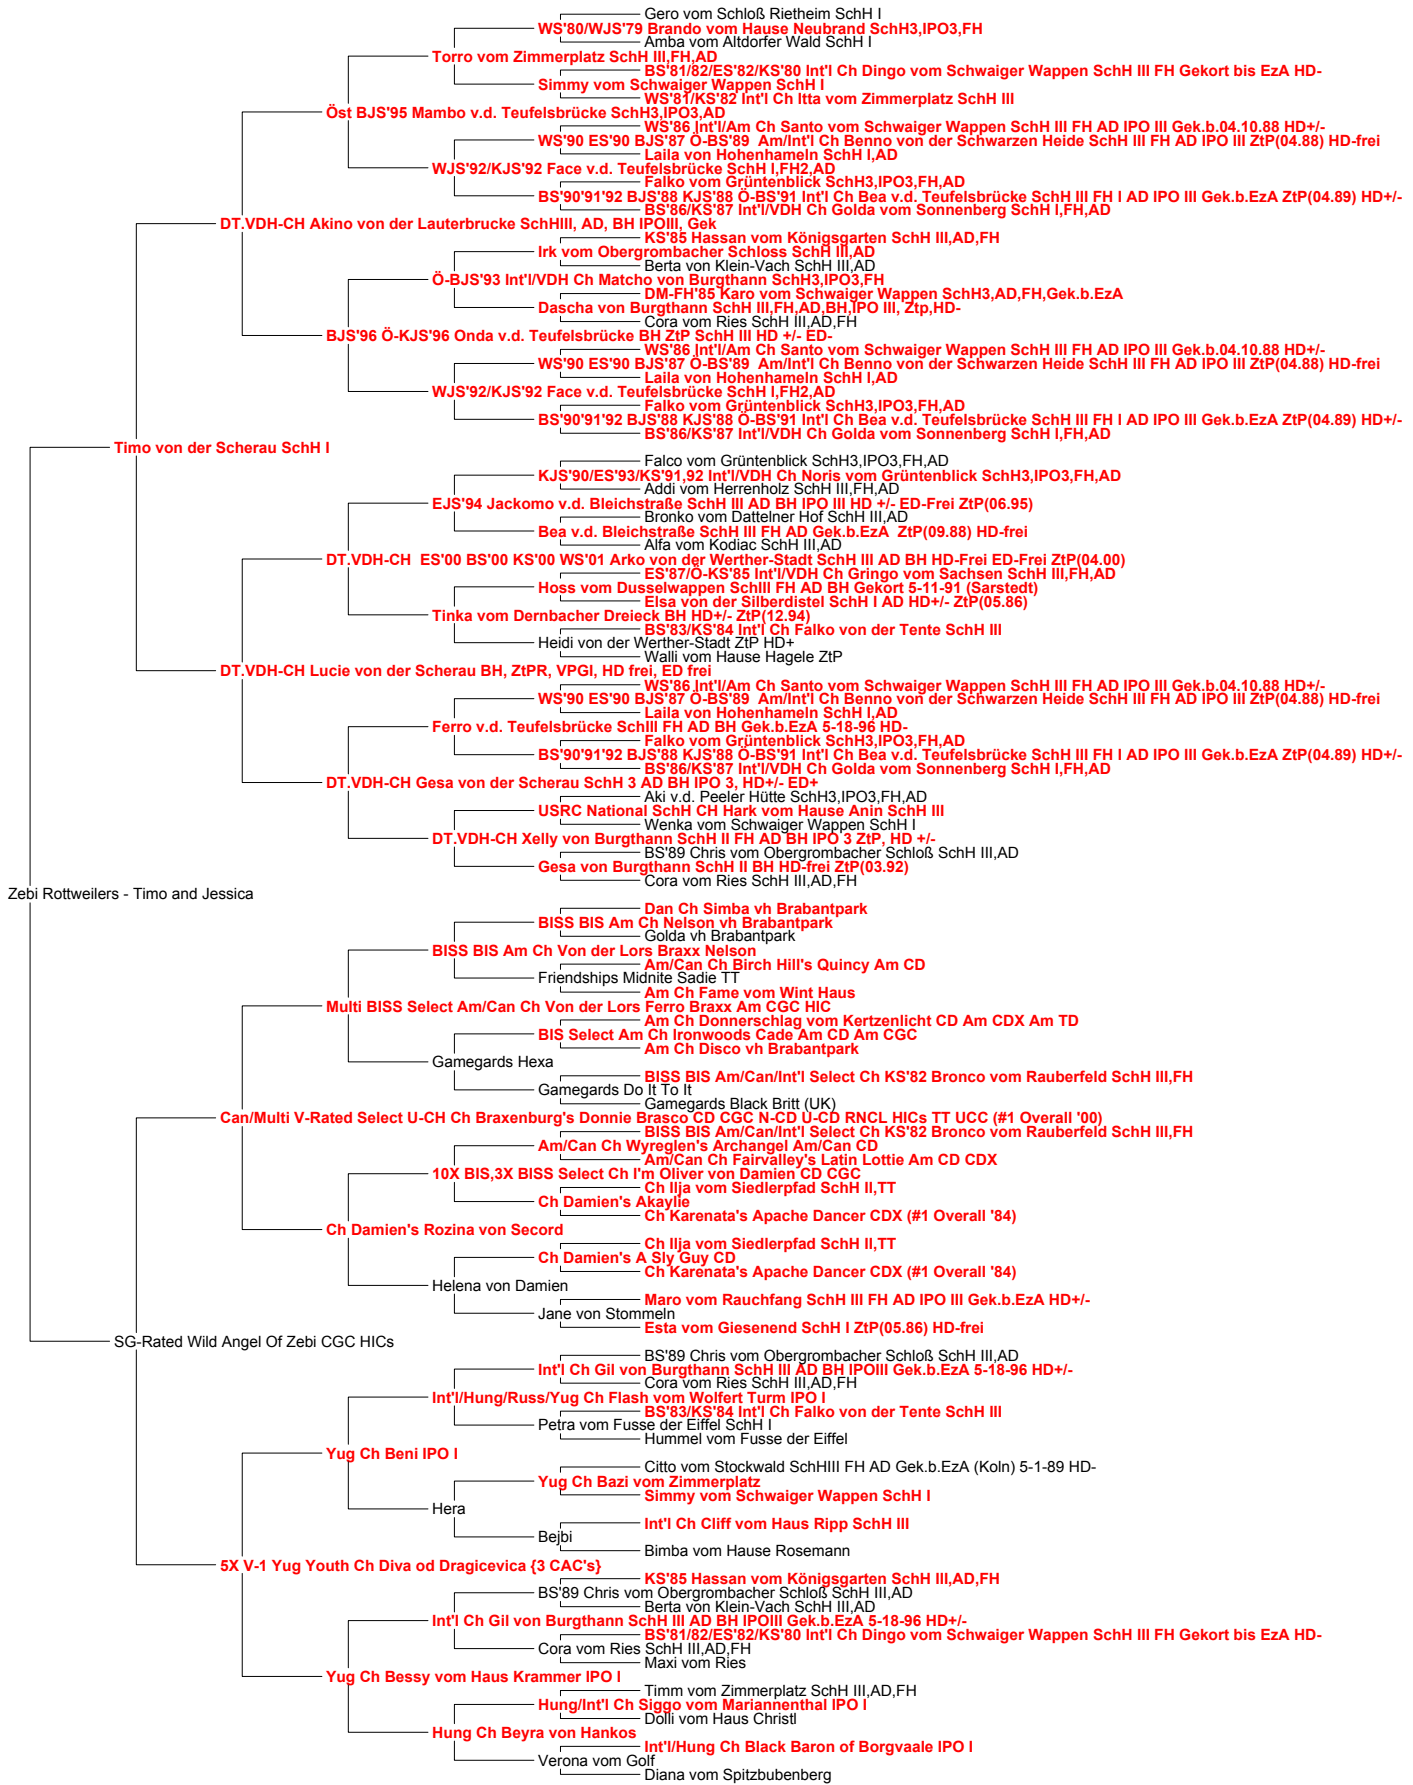 Gero vom Schloß Rietheim SchH I
WS'80/WJS'79 Brando vom Hause Neubrand SchH3,IPO3,FH
Amba vom Altdorfer Wald SchH I
Torro vom Zimmerplatz SchH III,FH,AD
BS'81/82/ES'82/KS'80 Int'l Ch Dingo vom Schwaiger Wappen SchH III FH Gekort bis EzA HD-
Simmy vom Schwaiger Wappen SchH I
WS'81/KS'82 Int'l Ch Itta vom Zimmerplatz SchH III
Öst BJS'95 Mambo v.d. Teufelsbrücke SchH3,IPO3,AD
WS'86 Int'l/Am Ch Santo vom Schwaiger Wappen SchH III FH AD IPO III Gek.b.04.10.88 HD+/-
WS'90 ES'90 BJS'87 Ö-BS'89  Am/Int'l Ch Benno von der Schwarzen Heide SchH III FH AD IPO III ZtP(04.88) HD-frei
Laila von Hohenhameln SchH I,AD
WJS'92/KJS'92 Face v.d. Teufelsbrücke SchH I,FH2,AD
Falko vom Grüntenblick SchH3,IPO3,FH,AD
BS'90'91'92 BJS'88 KJS'88 Ö-BS'91 Int'l Ch Bea v.d. Teufelsbrücke SchH III FH I AD IPO III Gek.b.EzA ZtP(04.89) HD+/-
BS'86/KS'87 Int'l/VDH Ch Golda vom Sonnenberg SchH I,FH,AD
DT.VDH-CH Akino von der Lauterbrucke SchHIII, AD, BH IPOIII, Gek
KS'85 Hassan vom Königsgarten SchH III,AD,FH
Irk vom Obergrombacher Schloss SchH III,AD
Berta von Klein-Vach SchH III,AD
Ö-BJS'93 Int'l/VDH Ch Matcho von Burgthann SchH3,IPO3,FH
DM-FH'85 Karo vom Schwaiger Wappen SchH3,AD,FH,Gek.b.EzA
Dascha von Burgthann SchH III,FH,AD,BH,IPO III, Ztp,HD-
Cora vom Ries SchH III,AD,FH
BJS'96 Ö-KJS'96 Onda v.d. Teufelsbrücke BH ZtP SchH III HD +/- ED-
WS'86 Int'l/Am Ch Santo vom Schwaiger Wappen SchH III FH AD IPO III Gek.b.04.10.88 HD+/-
WS'90 ES'90 BJS'87 Ö-BS'89  Am/Int'l Ch Benno von der Schwarzen Heide SchH III FH AD IPO III ZtP(04.88) HD-frei
Laila von Hohenhameln SchH I,AD
WJS'92/KJS'92 Face v.d. Teufelsbrücke SchH I,FH2,AD
Falko vom Grüntenblick SchH3,IPO3,FH,AD
BS'90'91'92 BJS'88 KJS'88 Ö-BS'91 Int'l Ch Bea v.d. Teufelsbrücke SchH III FH I AD IPO III Gek.b.EzA ZtP(04.89) HD+/-
BS'86/KS'87 Int'l/VDH Ch Golda vom Sonnenberg SchH I,FH,AD
Timo von der Scherau SchH I
Falco vom Grüntenblick SchH3,IPO3,FH,AD
KJS'90/ES'93/KS'91,92 Int'l/VDH Ch Noris vom Grüntenblick SchH3,IPO3,FH,AD
Addi vom Herrenholz SchH III,FH,AD
EJS'94 Jackomo v.d. Bleichstraße SchH III AD BH IPO III HD +/- ED-Frei ZtP(06.95)
Bronko vom Dattelner Hof SchH III,AD
Bea v.d. Bleichstraße SchH III FH AD Gek.b.EzA  ZtP(09.88) HD-frei
Alfa vom Kodiac SchH III,AD
DT.VDH-CH  ES'00 BS'00 KS'00 WS'01 Arko von der Werther-Stadt SchH III AD BH HD-Frei ED-Frei ZtP(04.00)
ES'87/Ö-KS'85 Int'l/VDH Ch Gringo vom Sachsen SchH III,FH,AD
Hoss vom Dusselwappen SchIII FH AD BH Gekort 5-11-91 (Sarstedt)
Elsa von der Silberdistel SchH I AD HD+/- ZtP(05.86)
Tinka vom Dernbacher Dreieck BH HD+/- ZtP(12.94)
BS'83/KS'84 Int'l Ch Falko von der Tente SchH III
Heidi von der Werther-Stadt ZtP HD+
Walli vom Hause Hagele ZtP
DT.VDH-CH Lucie von der Scherau BH, ZtPR, VPGI, HD frei, ED frei
WS'86 Int'l/Am Ch Santo vom Schwaiger Wappen SchH III FH AD IPO III Gek.b.04.10.88 HD+/-
WS'90 ES'90 BJS'87 Ö-BS'89  Am/Int'l Ch Benno von der Schwarzen Heide SchH III FH AD IPO III ZtP(04.88) HD-frei
Laila von Hohenhameln SchH I,AD
Ferro v.d. Teufelsbrücke SchIII FH AD BH Gek.b.EzA 5-18-96 HD-
Falko vom Grüntenblick SchH3,IPO3,FH,AD
BS'90'91'92 BJS'88 KJS'88 Ö-BS'91 Int'l Ch Bea v.d. Teufelsbrücke SchH III FH I AD IPO III Gek.b.EzA ZtP(04.89) HD+/-
BS'86/KS'87 Int'l/VDH Ch Golda vom Sonnenberg SchH I,FH,AD
DT.VDH-CH Gesa von der Scherau SchH 3 AD BH IPO 3, HD+/- ED+
Aki v.d. Peeler Hütte SchH3,IPO3,FH,AD
USRC National SchH CH Hark vom Hause Anin SchH III
Wenka vom Schwaiger Wappen SchH I
DT.VDH-CH Xelly von Burgthann SchH II FH AD BH IPO 3 ZtP, HD +/-
BS'89 Chris vom Obergrombacher Schloß SchH III,AD
Gesa von Burgthann SchH II BH HD-frei ZtP(03.92)
Cora vom Ries SchH III,AD,FH
Zebi Rottweilers - Timo and Jessica
Dan Ch Simba vh Brabantpark
BISS BIS Am Ch Nelson vh Brabantpark
Golda vh Brabantpark
BISS BIS Am Ch Von der Lors Braxx Nelson
Am/Can Ch Birch Hill's Quincy Am CD
Friendships Midnite Sadie TT
Am Ch Fame vom Wint Haus
Multi BISS Select Am/Can Ch Von der Lors Ferro Braxx Am CGC HIC
Am Ch Donnerschlag vom Kertzenlicht CD Am CDX Am TD
BIS Select Am Ch Ironwoods Cade Am CD Am CGC
Am Ch Disco vh Brabantpark
Gamegards Hexa
BISS BIS Am/Can/Int'l Select Ch KS'82 Bronco vom Rauberfeld SchH III,FH
Gamegards Do It To It
Gamegards Black Britt (UK)
Can/Multi V-Rated Select U-CH Ch Braxenburg's Donnie Brasco CD CGC N-CD U-CD RNCL HICs TT UCC (#1 Overall '00)
BISS BIS Am/Can/Int'l Select Ch KS'82 Bronco vom Rauberfeld SchH III,FH
Am/Can Ch Wyreglen's Archangel Am/Can CD
Am/Can Ch Fairvalley's Latin Lottie Am CD CDX
10X BIS,3X BISS Select Ch I'm Oliver von Damien CD CGC
Ch Ilja vom Siedlerpfad SchH II,TT
Ch Damien's Akaylie
Ch Karenata's Apache Dancer CDX (#1 Overall '84)
Ch Damien's Rozina von Secord
Ch Ilja vom Siedlerpfad SchH II,TT
Ch Damien's A Sly Guy CD
Ch Karenata's Apache Dancer CDX (#1 Overall '84)
Helena von Damien
Maro vom Rauchfang SchH III FH AD IPO III Gek.b.EzA HD+/-
Jane von Stommeln
Esta vom Giesenend SchH I ZtP(05.86) HD-frei
SG-Rated Wild Angel Of Zebi CGC HICs
BS'89 Chris vom Obergrombacher Schloß SchH III,AD
Int'l Ch Gil von Burgthann SchH III AD BH IPOIII Gek.b.EzA 5-18-96 HD+/-
Cora vom Ries SchH III,AD,FH
Int'l/Hung/Russ/Yug Ch Flash vom Wolfert Turm IPO I
BS'83/KS'84 Int'l Ch Falko von der Tente SchH III
Petra vom Fusse der Eiffel SchH I
Hummel vom Fusse der Eiffel
Yug Ch Beni IPO I
Citto vom Stockwald SchHIII FH AD Gek.b.EzA (Koln) 5-1-89 HD-
Yug Ch Bazi vom Zimmerplatz
Simmy vom Schwaiger Wappen SchH I
Hera
Int'l Ch Cliff vom Haus Ripp SchH III
Bejbi
Bimba vom Hause Rosemann
5X V-1 Yug Youth Ch Diva od Dragicevica {3 CAC's}
KS'85 Hassan vom Königsgarten SchH III,AD,FH
BS'89 Chris vom Obergrombacher Schloß SchH III,AD
Berta von Klein-Vach SchH III,AD
Int'l Ch Gil von Burgthann SchH III AD BH IPOIII Gek.b.EzA 5-18-96 HD+/-
BS'81/82/ES'82/KS'80 Int'l Ch Dingo vom Schwaiger Wappen SchH III FH Gekort bis EzA HD-
Cora vom Ries SchH III,AD,FH
Maxi vom Ries
Yug Ch Bessy vom Haus Krammer IPO I
Timm vom Zimmerplatz SchH III,AD,FH
Hung/Int'l Ch Siggo vom Mariannenthal IPO I
Dolli vom Haus Christl
Hung Ch Beyra von Hankos
Int'l/Hung Ch Black Baron of Borgvaale IPO I
Verona vom Golf
Diana vom Spitzbubenberg